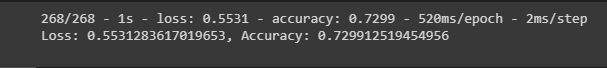 268/268 - 1s - loss: 0.5531 - accuracy: 0.7299 - 520ms/epoch - 2ms/step
Loss: 0.5531283617019653, Accuracy: 0.729912519454956